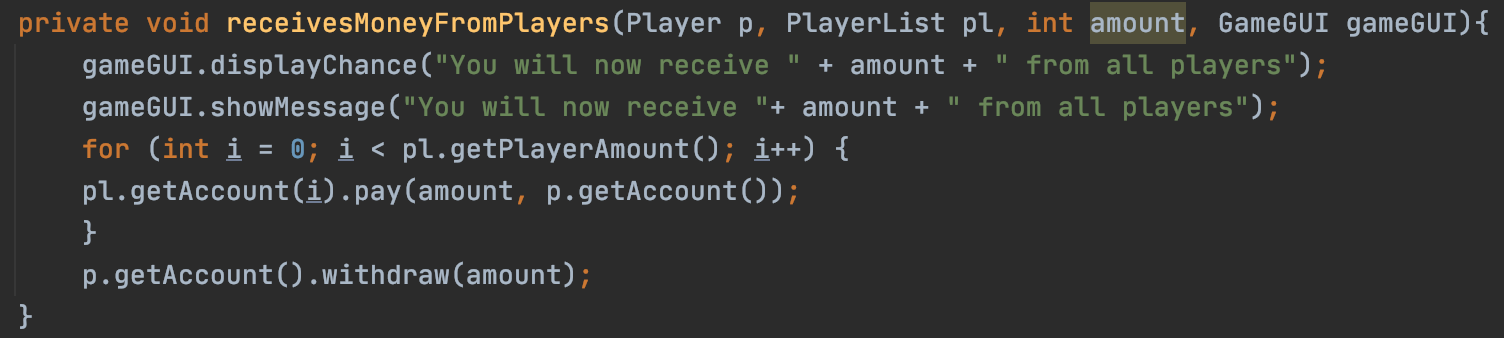 private void receivesMoneyFromPlayers(Player p, PlayerList pl, int amount, GameGUI gameGUI){
    gameGUI.displayChance("You will now receive " + amount + " from all players");
    gameGUI.showMessage("You will now receive "+ amount + " from all players");
    for (int i = 0; i < pl.getPlayerAmount(); i++) {
    pl.getAccount(i).pay(amount, p.getAccount());
    }
    p.getAccount().withdraw(amount);
}